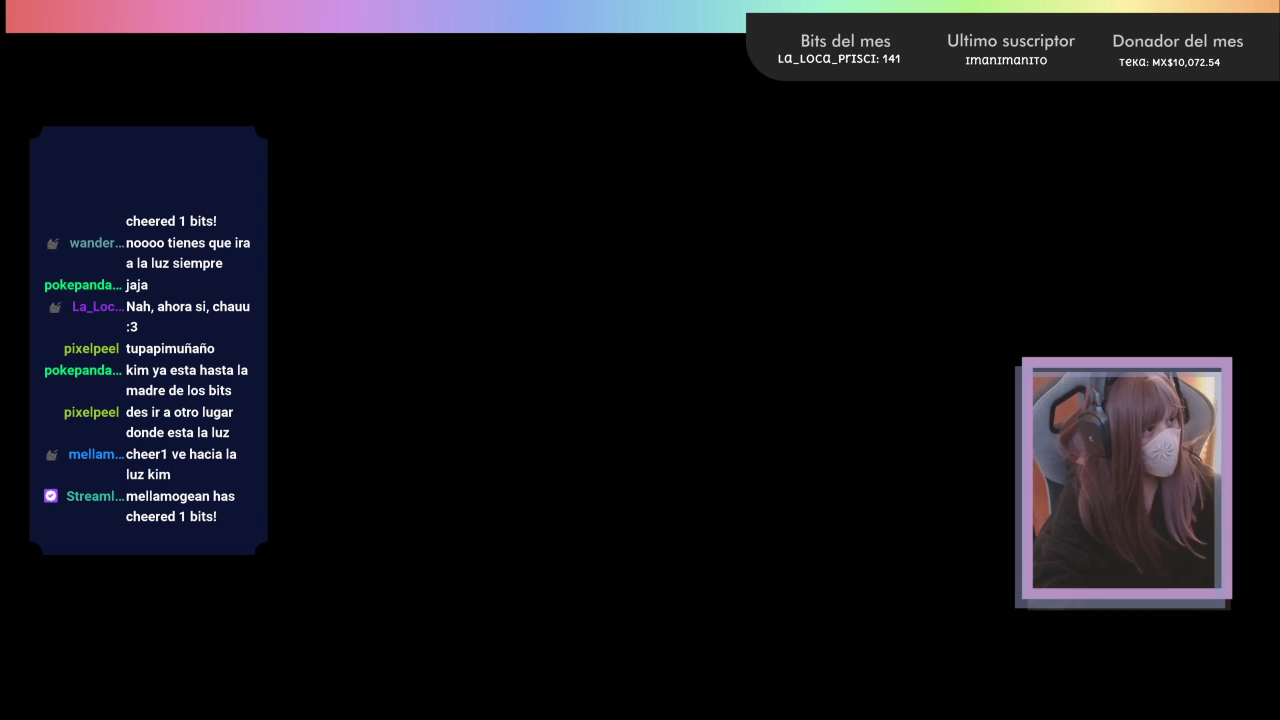 Bits del mes
La_Loca_Prisci: 141
Ultimo suscriptor
imanimanito
Donador del mes
Teka: MX$10,072.54
cheered 1 bits!
wander... noooo tienes que ira
a la luz siempre
pokepanda... jaja
La_Loc... Nah, ahora si, chauu
:3
pixelpeel tupapimuñaño
pokepanda... kim ya esta hasta la
madre de los bits
pixelpeel des ir a otro lugar
donde esta la luz
mellam... cheer1 ve hacia la
luz kim
Streaml... mellamogean has
cheered 1 bits!